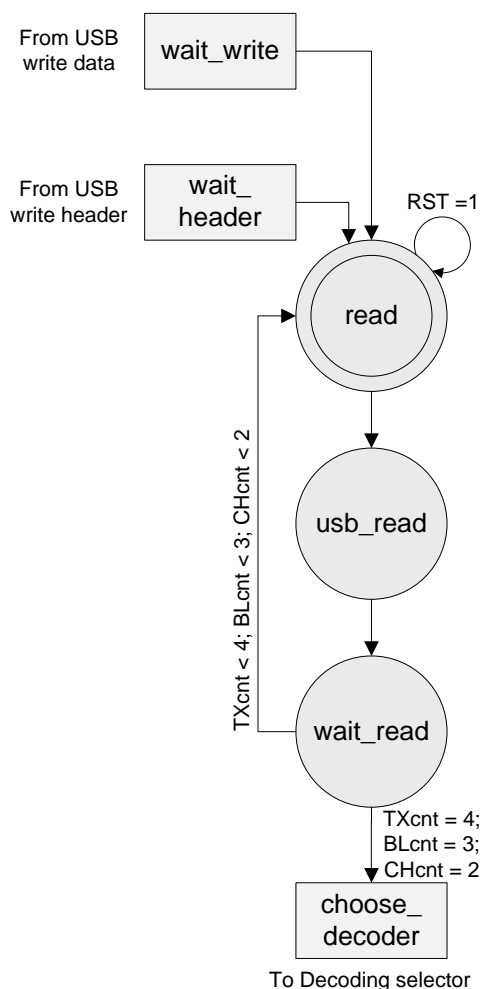 From USB
write data
wait_write
From USB
write header
wait_
header
RST =1
read
TXcnt < 4; BLcnt < 3; CHcnt < 2
usb_read
wait_read
TXcnt = 4;
BLcnt = 3;
CHcnt = 2
choose_
decoder
To Decoding selector